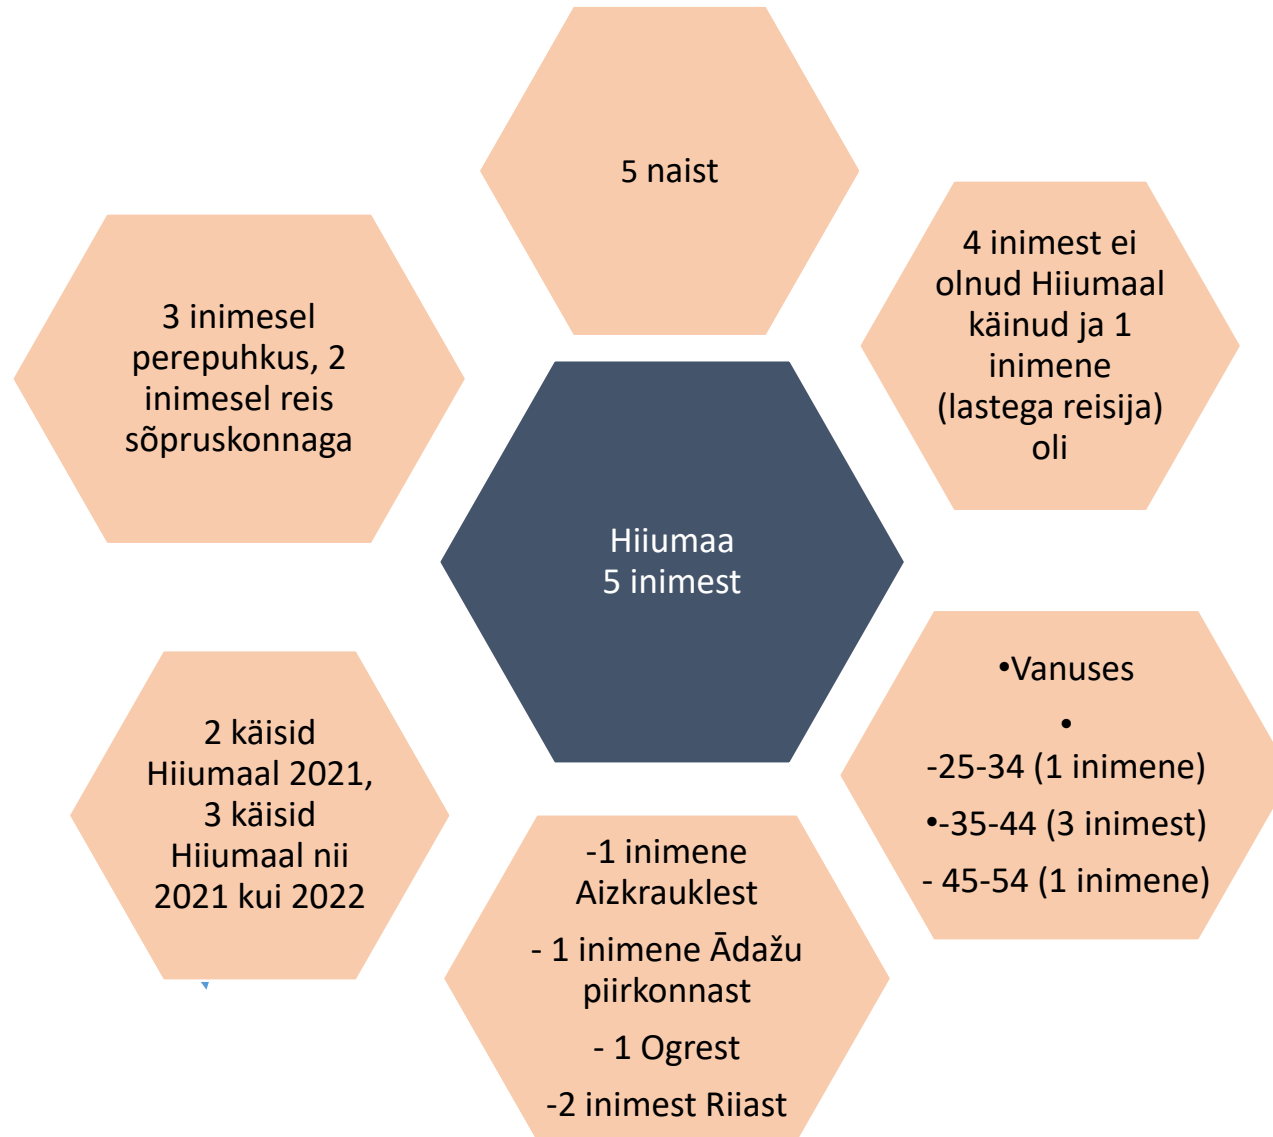 5 naist
4 inimest ei
olnud Hiiumaal
käinud ja 1
inimene
(lastega reisija)
oli
3 inimesel
perepuhkus, 2
inimesel reis
sõpruskonnaga
Hiiumaa
5 inimest
•Vanuses
•
-25-34 (1 inimene)
•-35-44 (3 inimest)
- 45-54 (1 inimene)
2 käisid
Hiiumaal 2021,
3 käisid
Hiiumaal nii
2021 kui 2022
-1 inimene
Aizkrauklest
- 1 inimene Ādažu
piirkonnast
- 1 Ogrest
-2 inimest Riiast